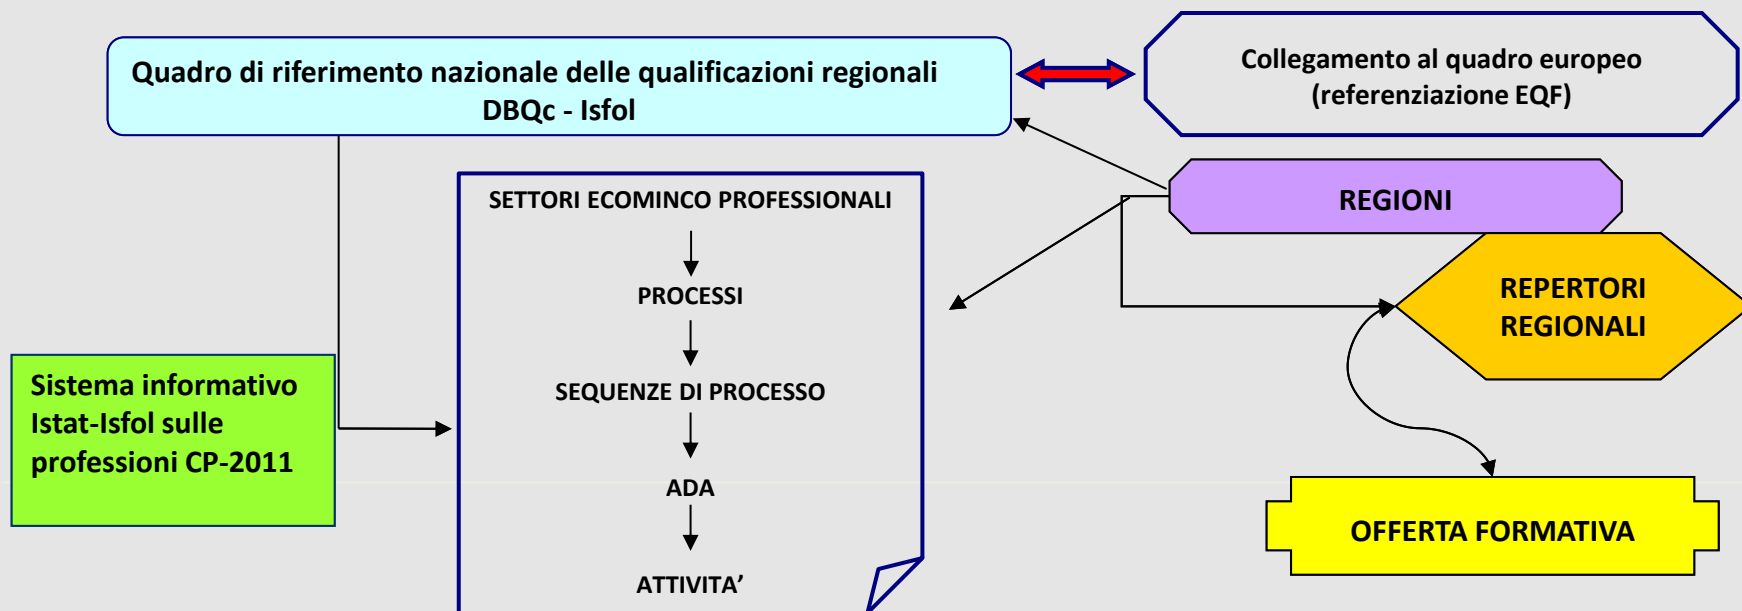 Quadro di riferimento nazionale delle qualificazioni regionali
DBQc - Isfol
Collegamento al quadro europeo
(referenziazione EQF)
SETTORI ECOMINCO PROFESSIONALI
REGIONI
PROCESSI
REPERTORI
REGIONALI
SEQUENZE DI PROCESSO
Sistema informativo
Istat-Isfol sulle
professioni CP-2011
ADA
OFFERTA FORMATIVA
ATTIVITA’